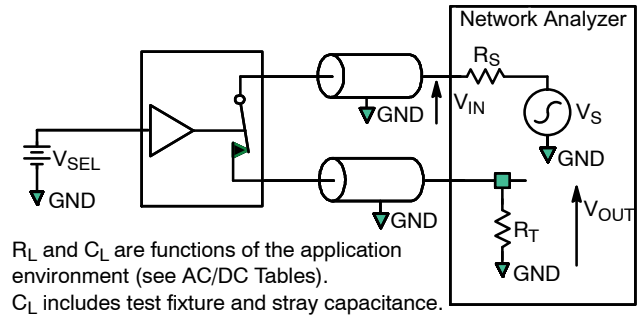 Network Analyzer
RS
GND
VIN
VS
GND
VSEL
GND
GND
VOUT
RT
GND
RL and CL are functions of the application
environment (see AC/DC Tables).
CL includes test fixture and stray capacitance.